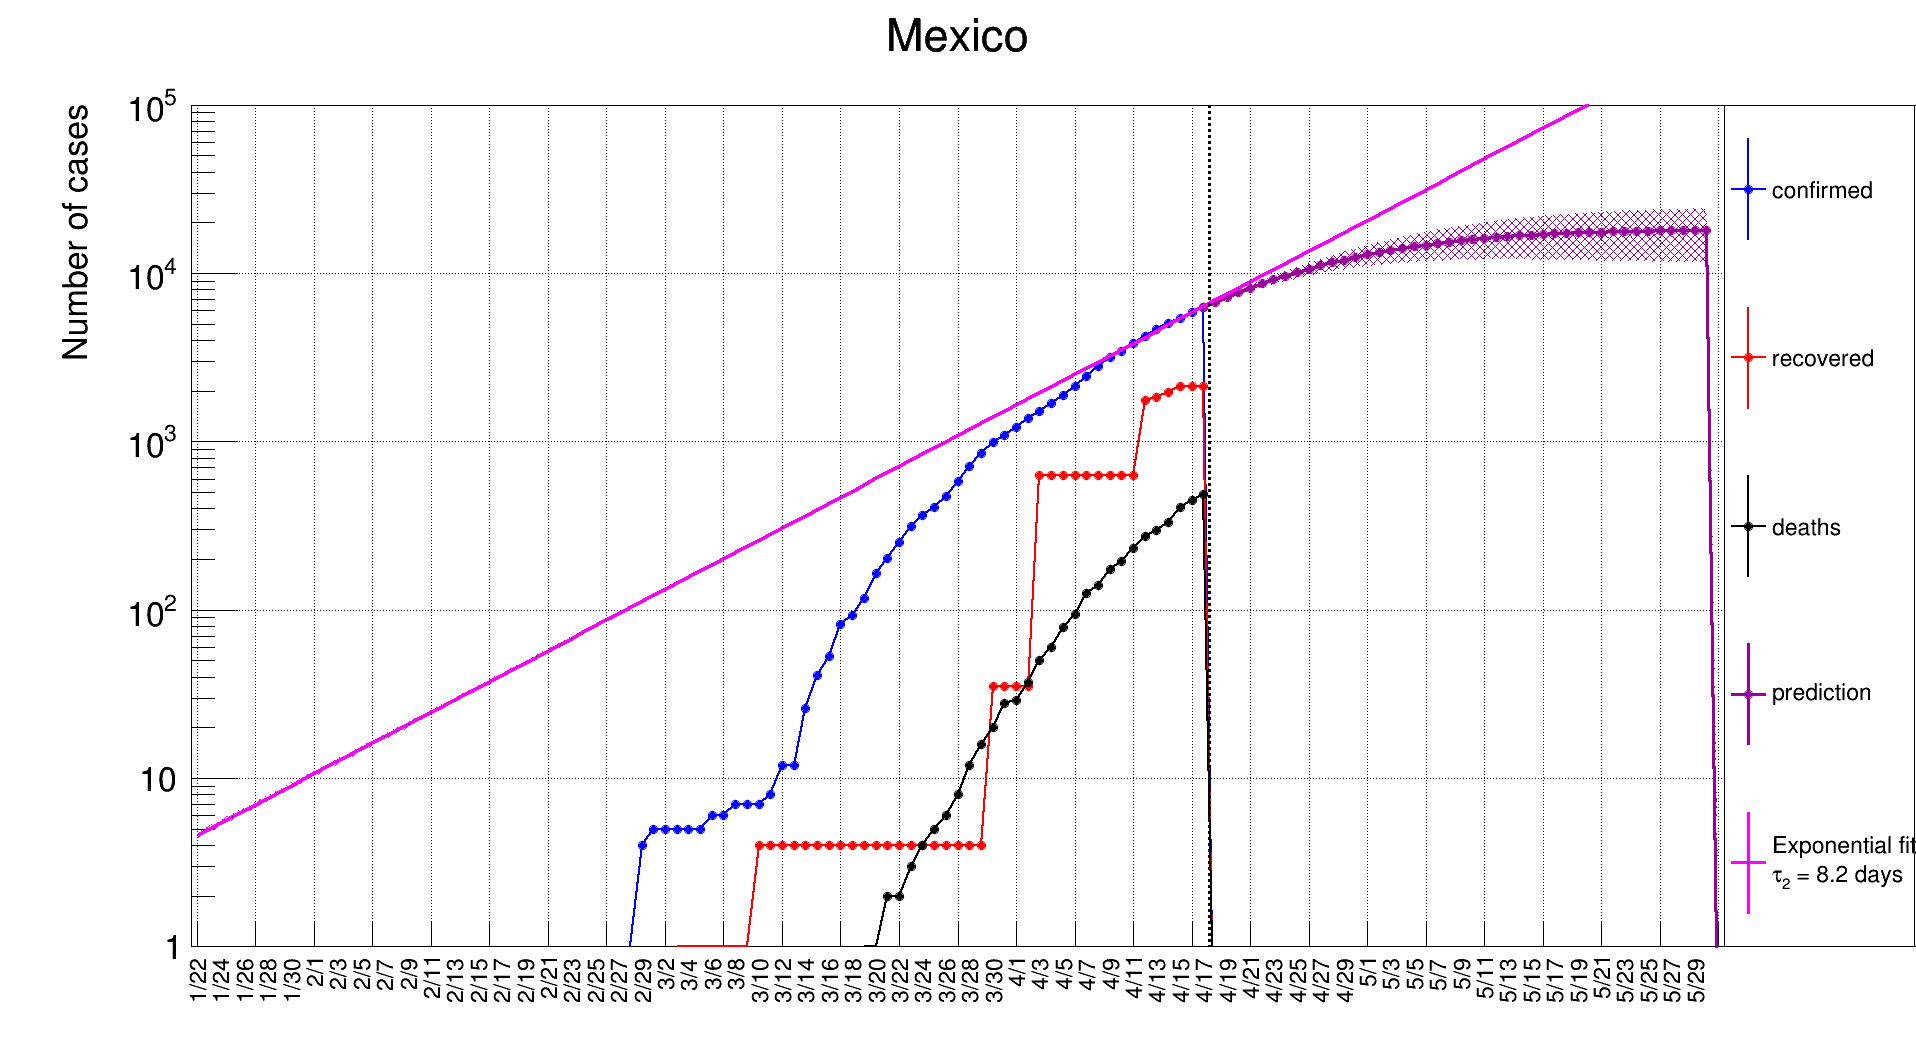 Mexico
Number of cases
10^5
10^4
10^3
10^2
10
1
1/22 1/24 1/26 1/28 1/30 2/1 2/3 2/5 2/7 2/9 2/11 2/13 2/15 2/17 2/19 2/21 2/23 2/25 2/27 2/29 3/2 3/4 3/6 3/8 3/10 3/12 3/14 3/16 3/18 3/20 3/22 3/24 3/26 3/28 3/30 4/1 4/3 4/5 4/7 4/9 4/11 4/13 4/15 4/17 4/19 4/21 4/23 4/25 4/27 4/29 5/1 5/3 5/5 5/7 5/9 5/11 5/13 5/15 5/17 5/19 5/21 5/23 5/25 5/27 5/29
confirmed
recovered
deaths
prediction
Exponential fit
τ₂ = 8.2 days